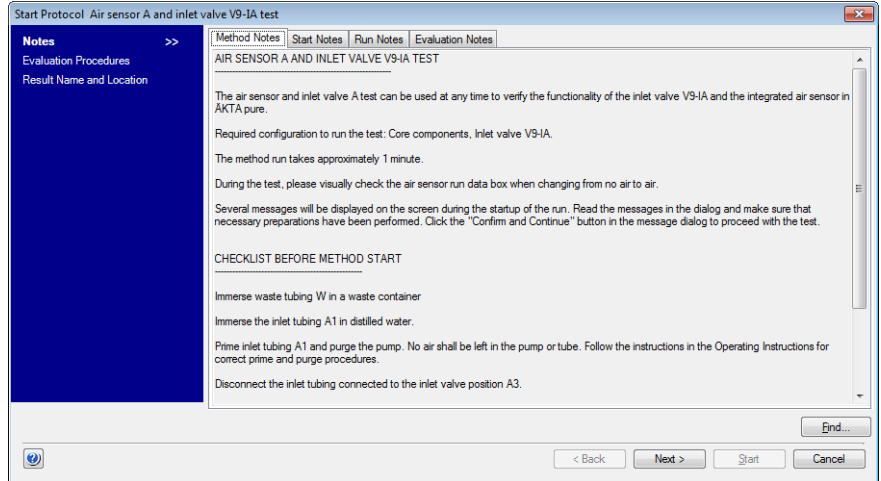 Start Protocol  Air sensor A and inlet valve V9-IA test
Notes >>
Evaluation Procedures
Result Name and Location
Method Notes Start Notes Run Notes Evaluation Notes
AIR SENSOR A AND INLET VALVE V9-IA TEST
------------------------------------------------------------
The air sensor and inlet valve A test can be used at any time to verify the functionality of the inlet valve V9-IA and the integrated air sensor in
ÄKTA pure.
Required configuration to run the test: Core components, Inlet valve V9-IA.
The method run takes approximately 1 minute.
During the test, please visually check the air sensor run data box when changing from no air to air.
Several messages will be displayed on the screen during the startup of the run. Read the messages in the dialog and make sure that
necessary preparations have been performed. Click the "Confirm and Continue" button in the message dialog to proceed with the test.
CHECKLIST BEFORE METHOD START
--------------------------------------------------
Immerse waste tubing W in a waste container
Immerse the inlet tubing A1 in distilled water.
Prime inlet tubing A1 and purge the pump. No air shall be left in the pump or tube. Follow the instructions in the Operating Instructions for
correct prime and purge procedures.
Disconnect the inlet tubing connected to the inlet valve position A3.
Find...
< Back Next > Start Cancel